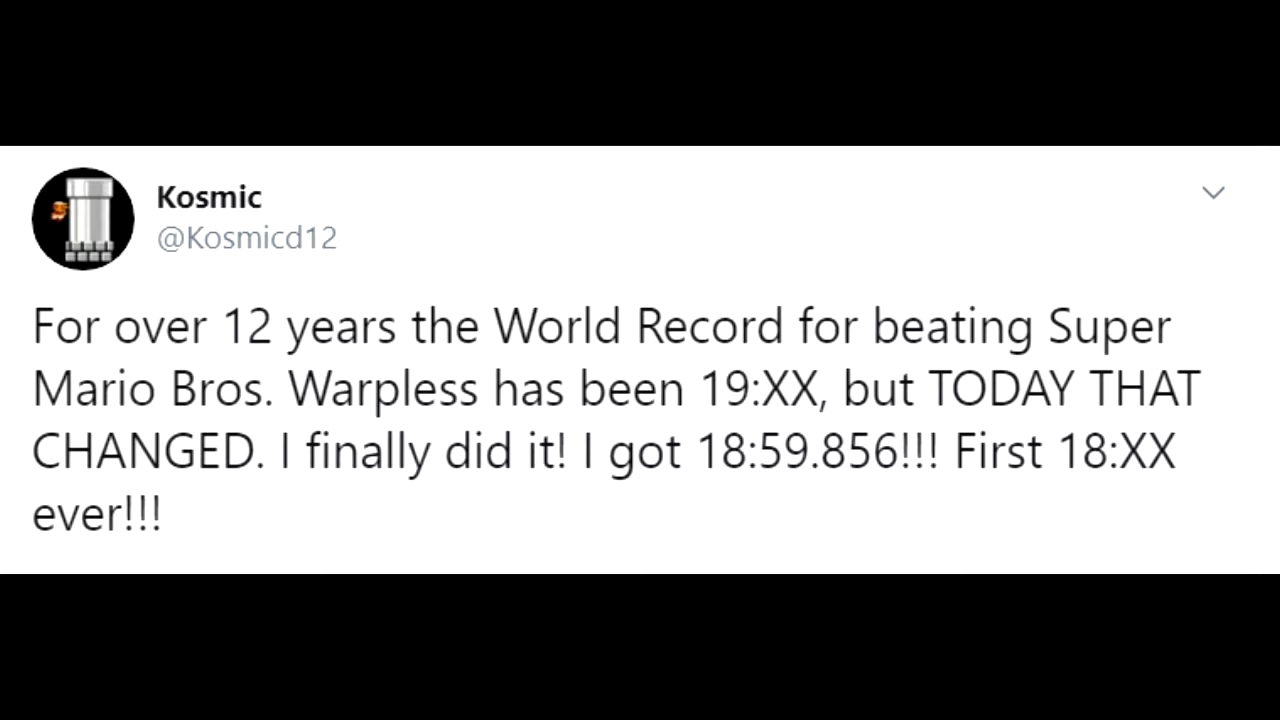 Kosmic
@Kosmicd12
For over 12 years the World Record for beating Super
Mario Bros. Warpless has been 19:XX, but TODAY THAT
CHANGED. I finally did it! I got 18:59.856!!! First 18:XX
ever!!!